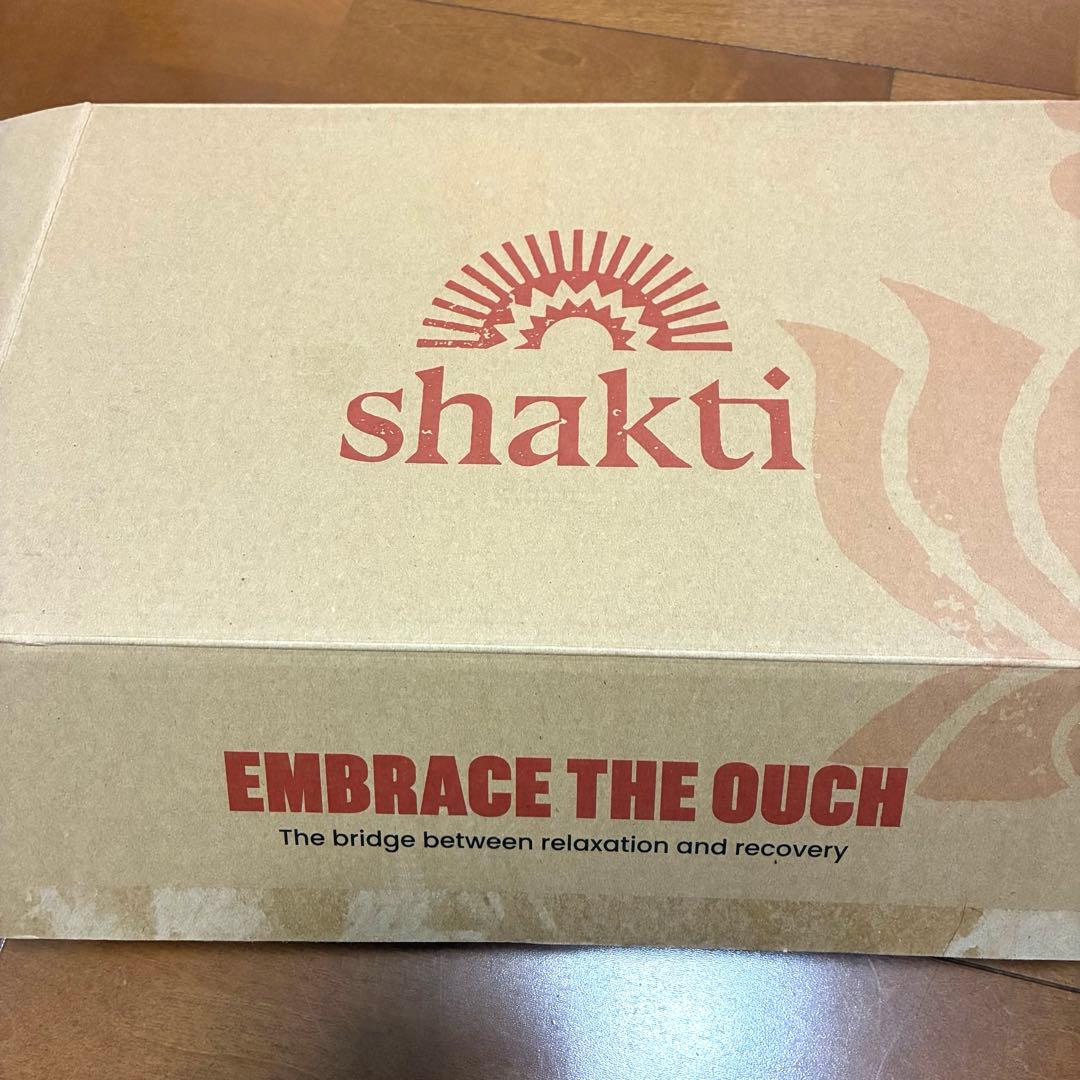 shakti
EMBRACE THE OUCH
The bridge between relaxation and recovery